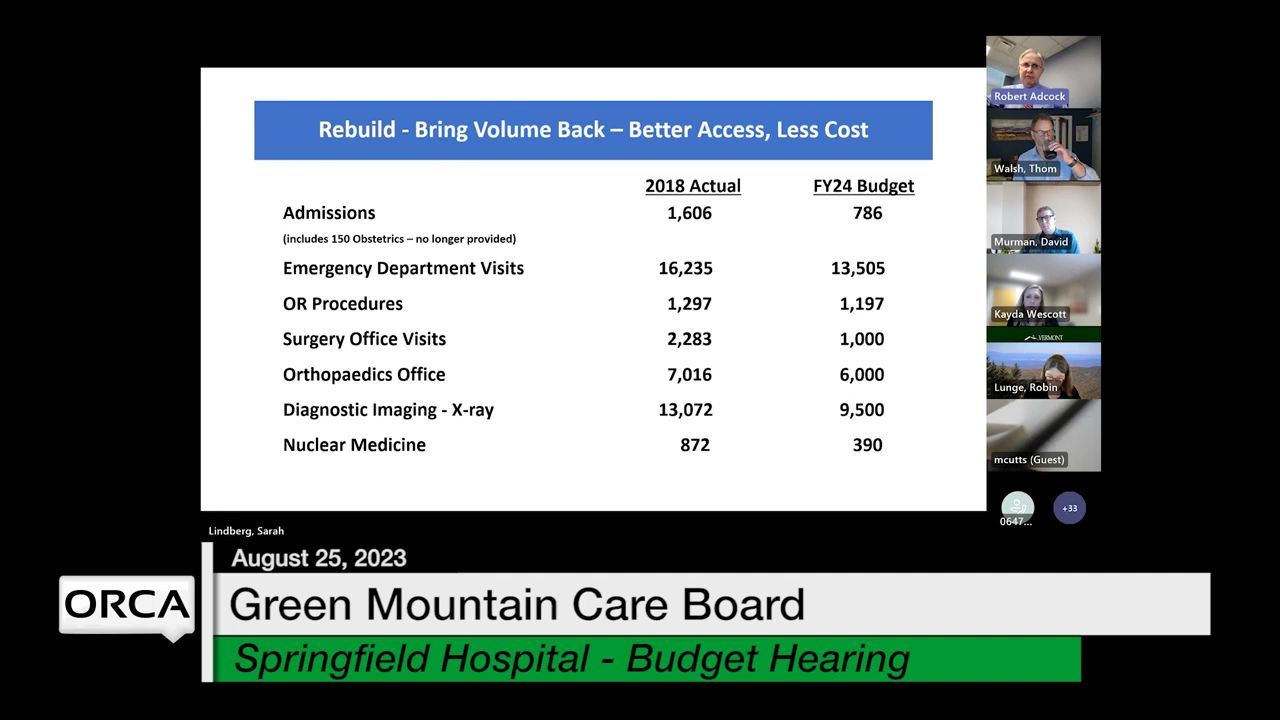 Rebuild - Bring Volume Back – Better Access, Less Cost
2018 Actual FY24 Budget
Admissions 1,606 786
(includes 150 Obstetrics – no longer provided)
Emergency Department Visits 16,235 13,505
OR Procedures 1,297 1,197
Surgery Office Visits 2,283 1,000
Orthopaedics Office 7,016 6,000
Diagnostic Imaging - X-ray 13,072 9,500
Nuclear Medicine 872 390
Robert Adcock
Walsh, Thom
Murman, David
Kayda Wescott
VERMONT
Lunge, Robin
mcutts (Guest)
0647...
+33
Lindberg, Sarah
August 25, 2023
ORCA
Green Mountain Care Board
Springfield Hospital - Budget Hearing